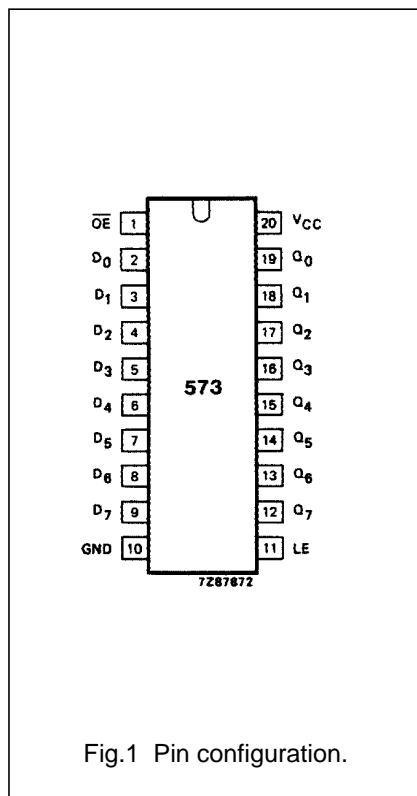 O̅E̅ 1 20 VCC
D0 2 19 Q0
D1 3 18 Q1
D2 4 17 Q2
D3 5 16 Q3
573
D4 6 15 Q4
D5 7 14 Q5
D6 8 13 Q6
D7 9 12 Q7
GND 10 11 LE
7Z87872
Fig.1 Pin configuration.